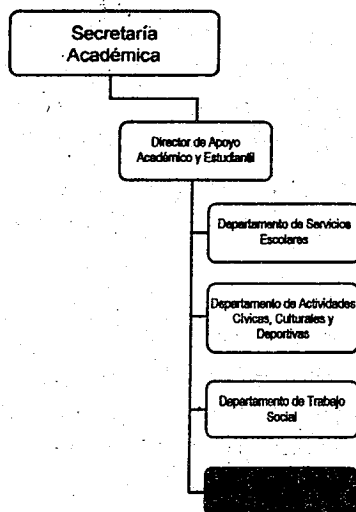 Secretaría
Académica
Director de Apoyo
Académico y Estudiantil
Departamento de Servicios
Escolares
Departamento de Actividades
Cívicas, Culturales y
Deportivas
Departamento de Trabajo
Social